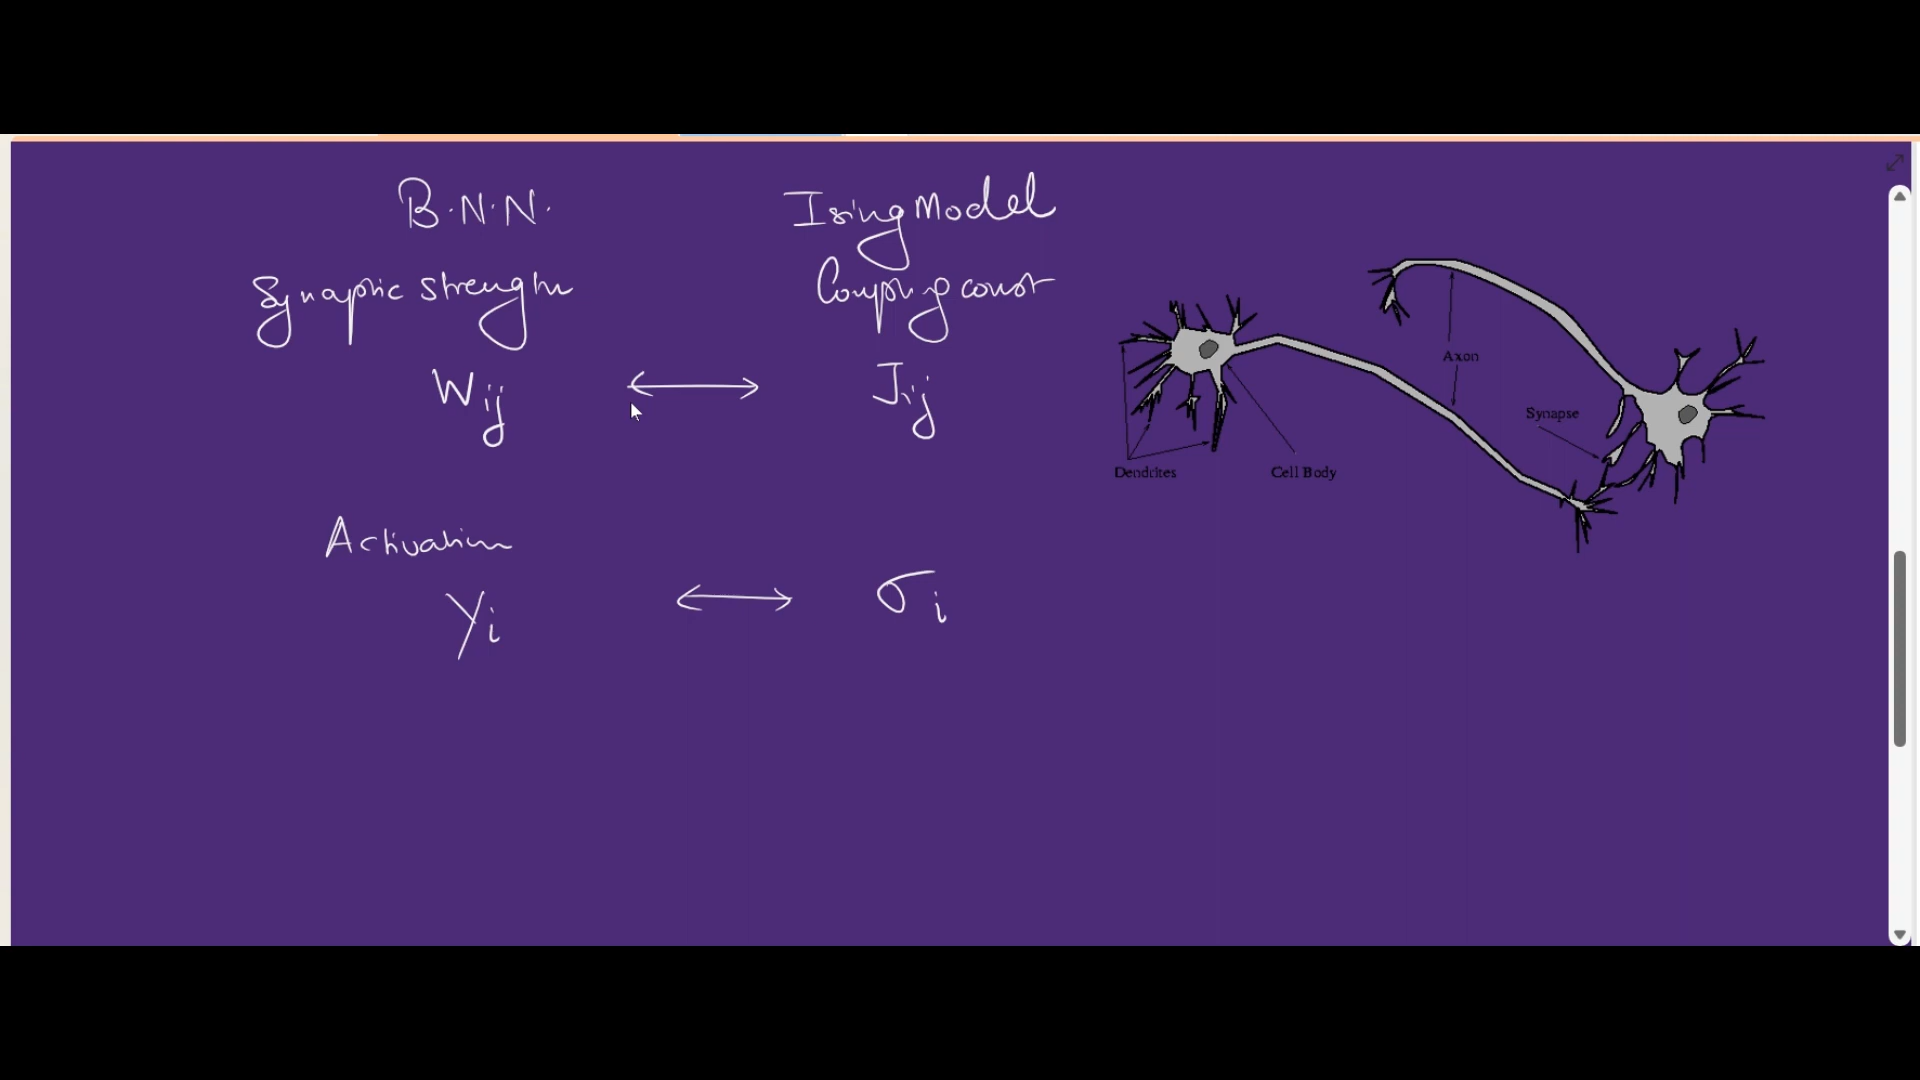 B.N.N. Ising Model
Synaptic strength Coupling const
Wij ⟷ Jij
Activation
Yi ⟷ σi
Axon
Synapse
Dendrites
Cell Body